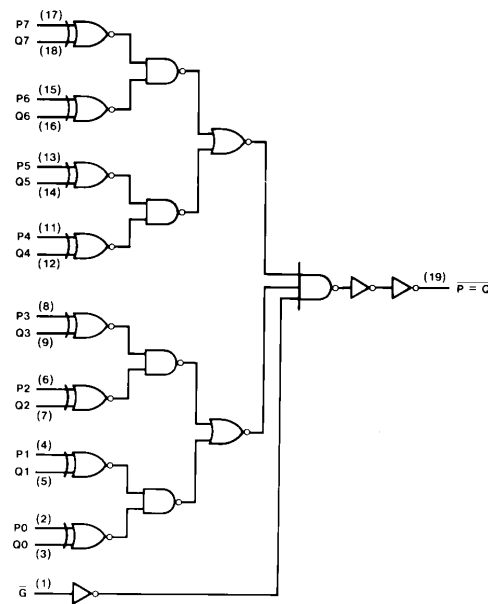 P7 (17)
Q7 (18)
P6 (15)
Q6 (16)
P5 (13)
Q5 (14)
P4 (11)
Q4 (12)
(19) P = Q
P3 (8)
Q3 (9)
P2 (6)
Q2 (7)
P1 (4)
Q1 (5)
P0 (2)
Q0 (3)
G (1)